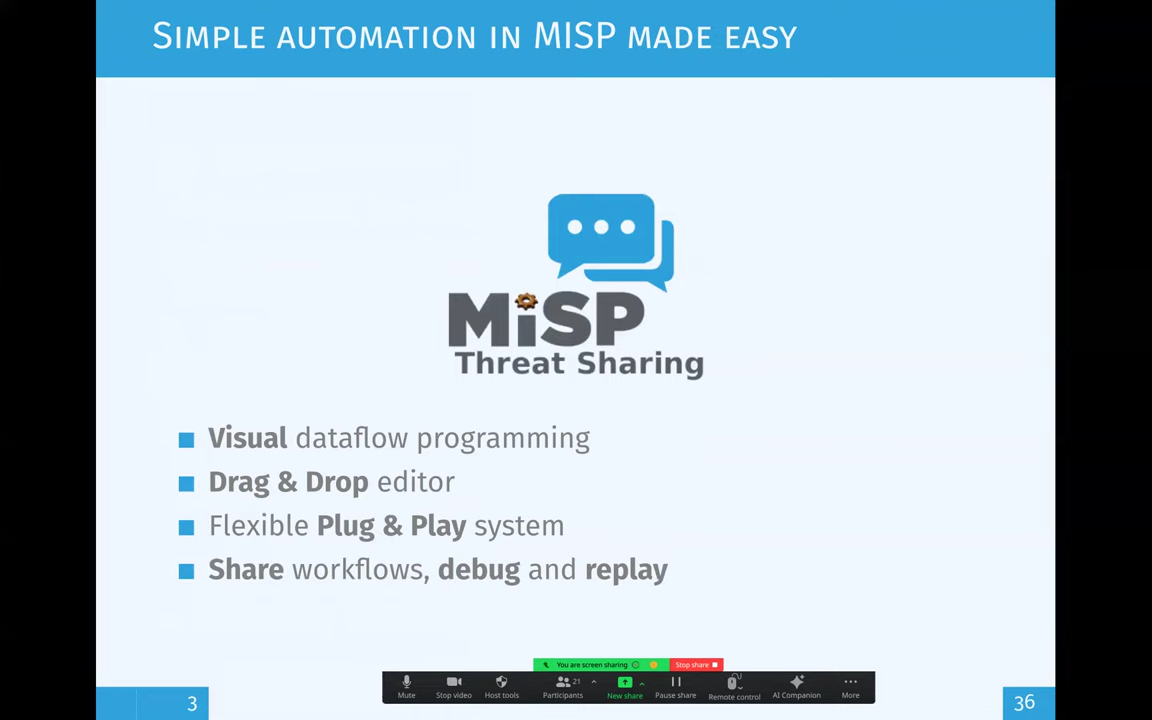 SIMPLE AUTOMATION IN MISP MADE EASY
MiSP
Threat Sharing
Visual dataflow programming
Drag & Drop editor
Flexible Plug & Play system
Share workflows, debug and replay
You are screen sharing Stop share
21
Mute Stop video Host tools Participants New share Pause share Remote control AI Companion More
3 36